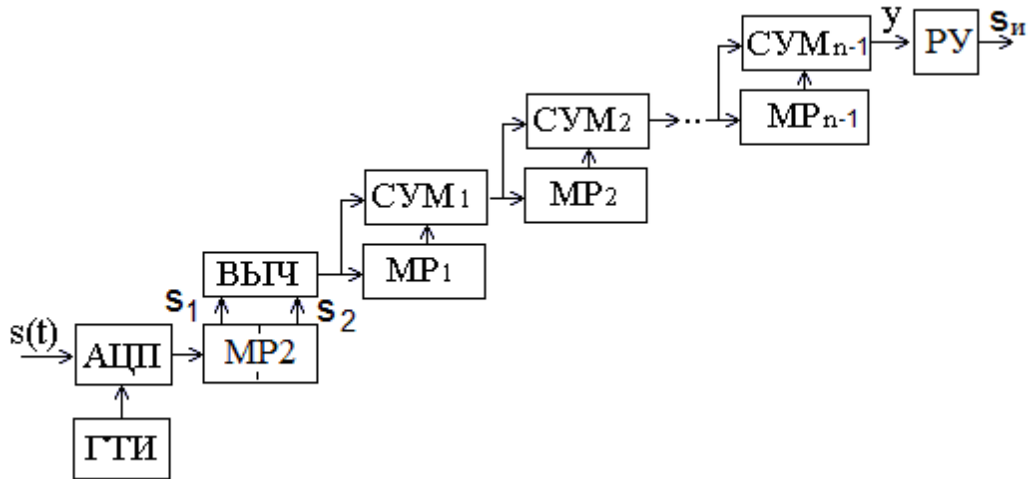 y
Sи
СУМn-1
РУ
МРn-1
СУМ2
...
МР2
СУМ1
МР1
ВЫЧ
S1
S2
s(t)
АЦП
МР2
ГТИ